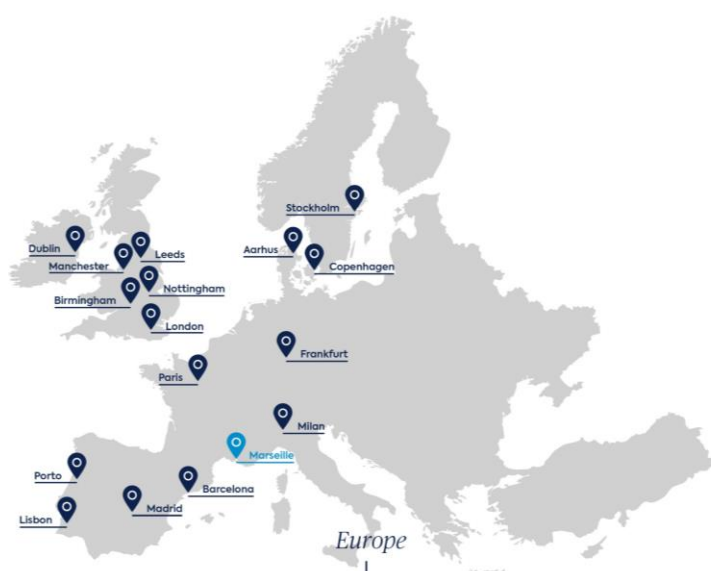 Stockholm
Dublin
Leeds
Aarhus
Manchester
Copenhagen
Nottingham
Birmingham
London
Frankfurt
Paris
Milan
Marseille
Porto
Barcelona
Madrid
Lisbon
Europe